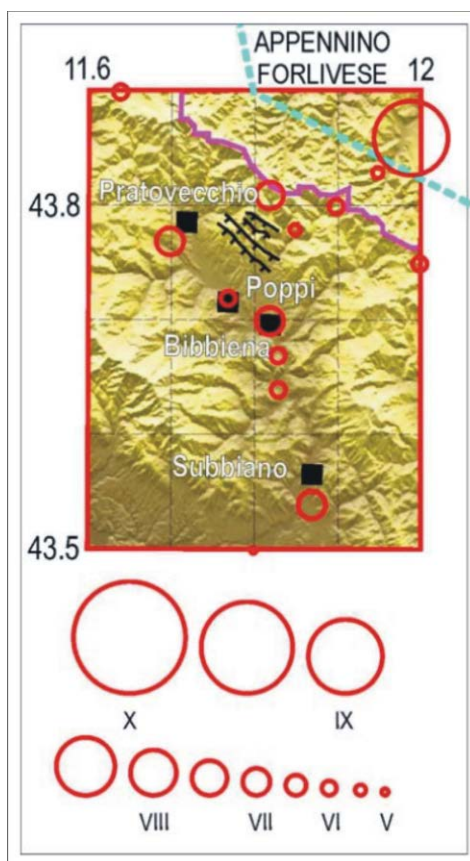 APPENNINO
11.6 FORLIVESE 12
43.8
Pratovecchio
Poppi
Bibbiena
Subbiano
43.5
X IX
VIII VII VI V